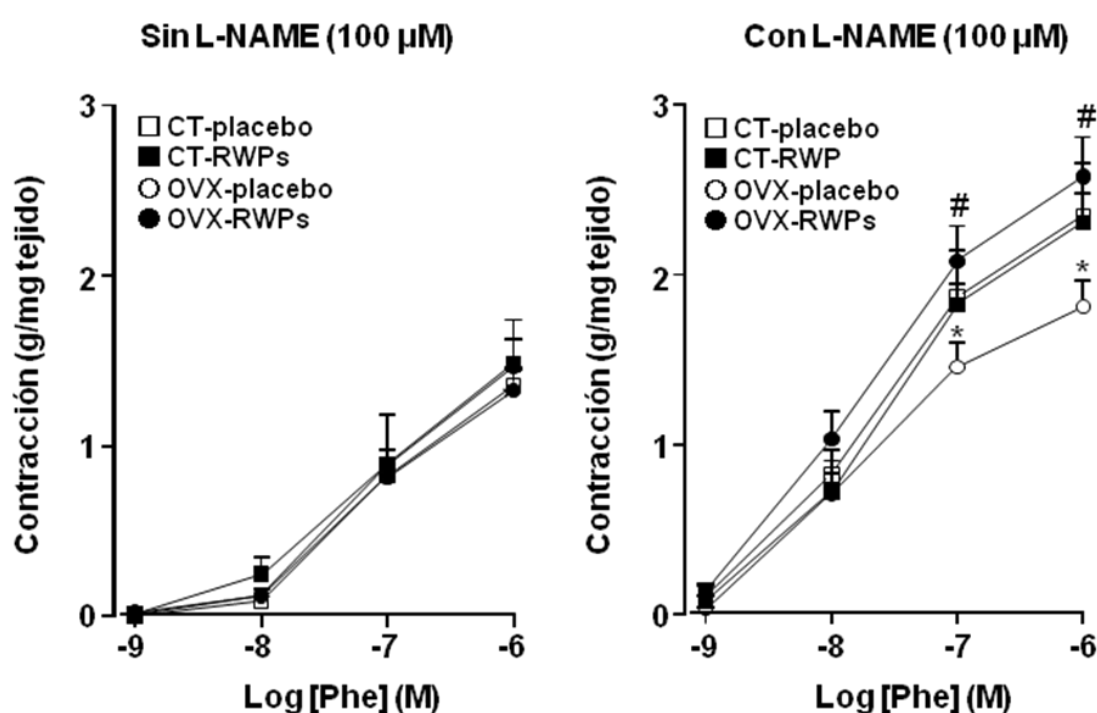 Sin L-NAME (100 µM)
3
2
1
0
Contracción (g/mg tejido)
CT-placebo
CT-RWPs
OVX-placebo
OVX-RWPs
-9 -8 -7 -6
Log [Phe] (M)
Con L-NAME (100 µM)
3
2
1
0
Contracción (g/mg tejido)
CT-placebo
CT-RWP
OVX-placebo
OVX-RWPs
#
#
*
*
-9 -8 -7 -6
Log [Phe] (M)